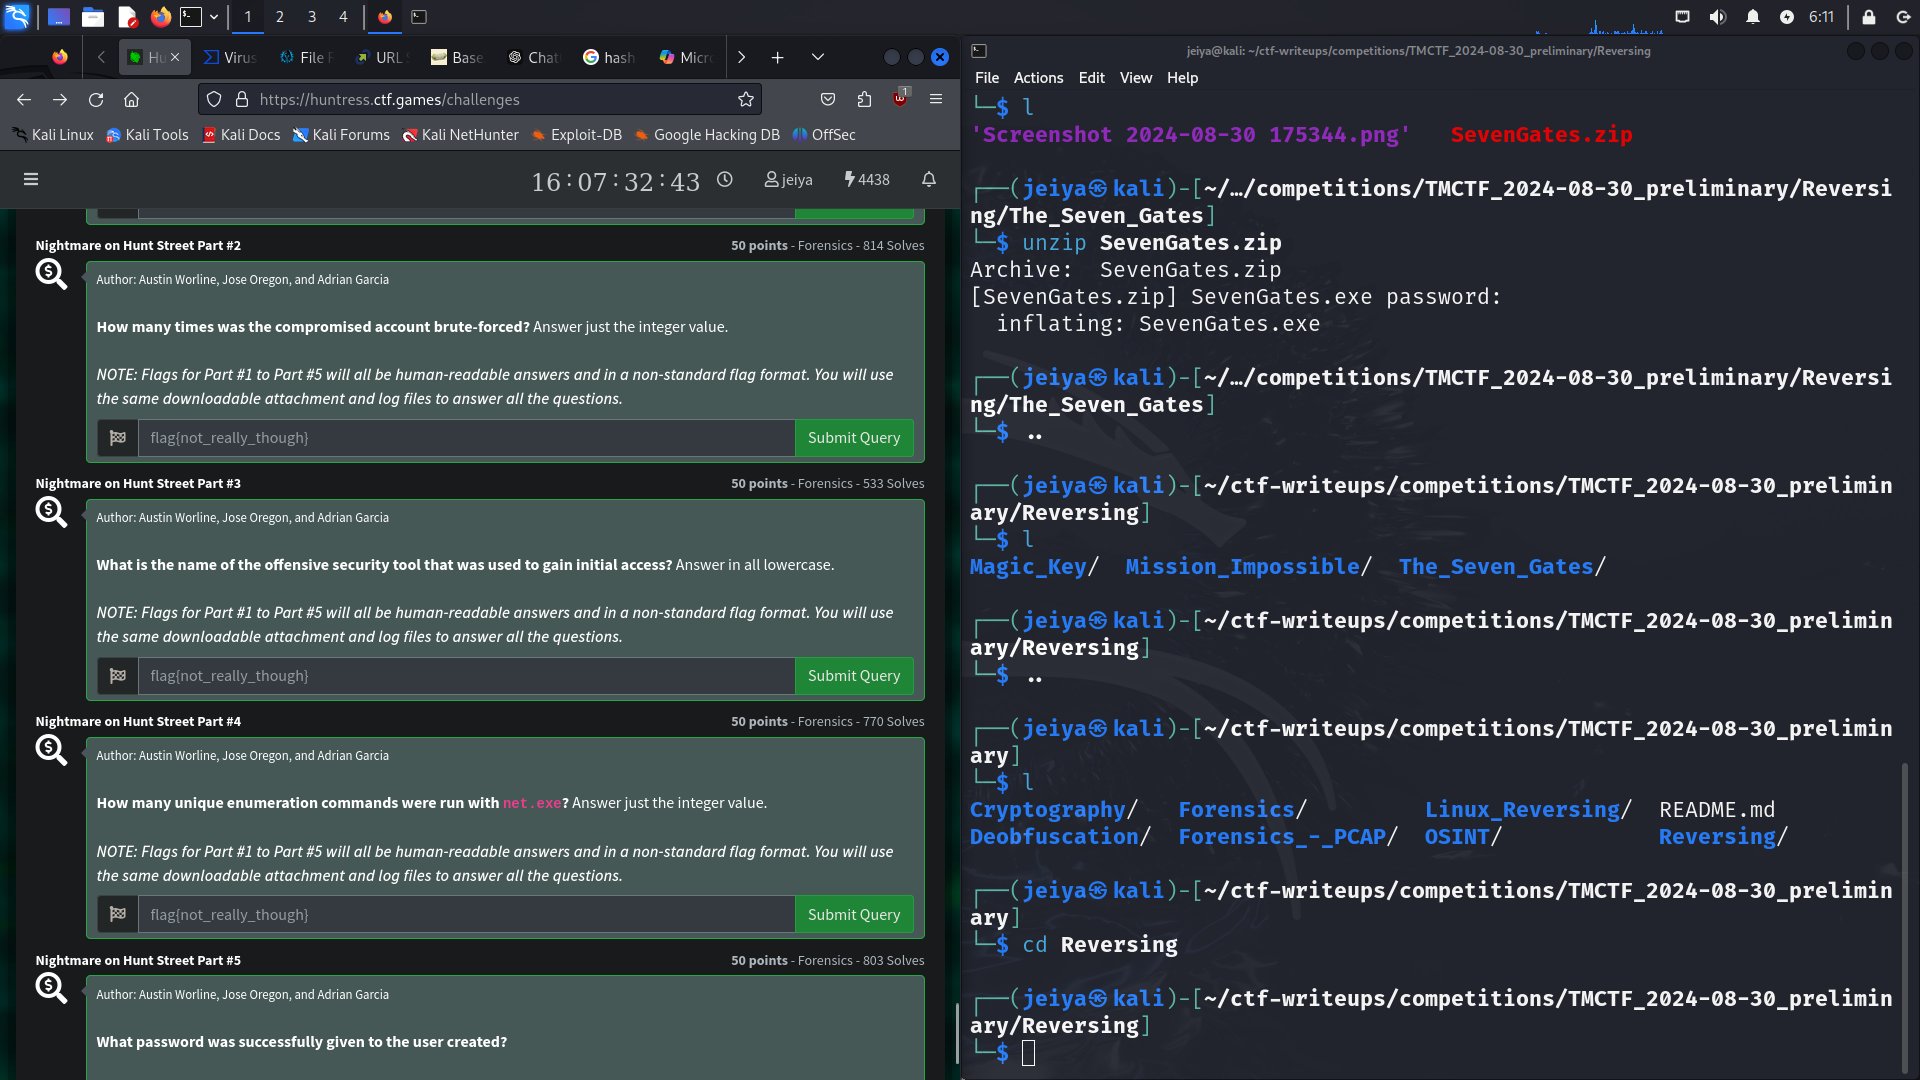 1 2 3 4
6:11
Hu Virus File F URL Base Chat hash Micr
https://huntress.ctf.games/challenges
1
Kali Linux Kali Tools Kali Docs Kali Forums Kali NetHunter Exploit-DB Google Hacking DB OffSec
16:07:32:43 jeiya 4438
Nightmare on Hunt Street Part #2 50 points - Forensics - 814 Solves
Author: Austin Worline, Jose Oregon, and Adrian Garcia
How many times was the compromised account brute-forced? Answer just the integer value.
NOTE: Flags for Part #1 to Part #5 will all be human-readable answers and in a non-standard flag format. You will use
the same downloadable attachment and log files to answer all the questions.
flag{not_really_though} Submit Query
Nightmare on Hunt Street Part #3 50 points - Forensics - 533 Solves
Author: Austin Worline, Jose Oregon, and Adrian Garcia
What is the name of the offensive security tool that was used to gain initial access? Answer in all lowercase.
NOTE: Flags for Part #1 to Part #5 will all be human-readable answers and in a non-standard flag format. You will use
the same downloadable attachment and log files to answer all the questions.
flag{not_really_though} Submit Query
Nightmare on Hunt Street Part #4 50 points - Forensics - 770 Solves
Author: Austin Worline, Jose Oregon, and Adrian Garcia
How many unique enumeration commands were run with net.exe? Answer just the integer value.
NOTE: Flags for Part #1 to Part #5 will all be human-readable answers and in a non-standard flag format. You will use
the same downloadable attachment and log files to answer all the questions.
flag{not_really_though} Submit Query
Nightmare on Hunt Street Part #5 50 points - Forensics - 803 Solves
Author: Austin Worline, Jose Oregon, and Adrian Garcia
What password was successfully given to the user created?
jeiya@kali: ~/ctf-writeups/competitions/TMCTF_2024-08-30_preliminary/Reversing
File Actions Edit View Help
└─$ l
'Screenshot 2024-08-30 175344.png' SevenGates.zip
┌──(jeiya㉿kali)-[~/…/competitions/TMCTF_2024-08-30_preliminary/Reversi
ng/The_Seven_Gates]
└─$ unzip SevenGates.zip
Archive: SevenGates.zip
[SevenGates.zip] SevenGates.exe password:
inflating: SevenGates.exe
┌──(jeiya㉿kali)-[~/…/competitions/TMCTF_2024-08-30_preliminary/Reversi
ng/The_Seven_Gates]
└─$ ..
┌──(jeiya㉿kali)-[~/ctf-writeups/competitions/TMCTF_2024-08-30_prelimin
ary/Reversing]
└─$ l
Magic_Key/ Mission_Impossible/ The_Seven_Gates/
┌──(jeiya㉿kali)-[~/ctf-writeups/competitions/TMCTF_2024-08-30_prelimin
ary/Reversing]
└─$ ..
┌──(jeiya㉿kali)-[~/ctf-writeups/competitions/TMCTF_2024-08-30_prelimin
ary]
└─$ l
Cryptography/ Forensics/ Linux_Reversing/ README.md
Deobfuscation/ Forensics_-_PCAP/ OSINT/ Reversing/
┌──(jeiya㉿kali)-[~/ctf-writeups/competitions/TMCTF_2024-08-30_prelimin
ary]
└─$ cd Reversing
┌──(jeiya㉿kali)-[~/ctf-writeups/competitions/TMCTF_2024-08-30_prelimin
ary/Reversing]
└─$